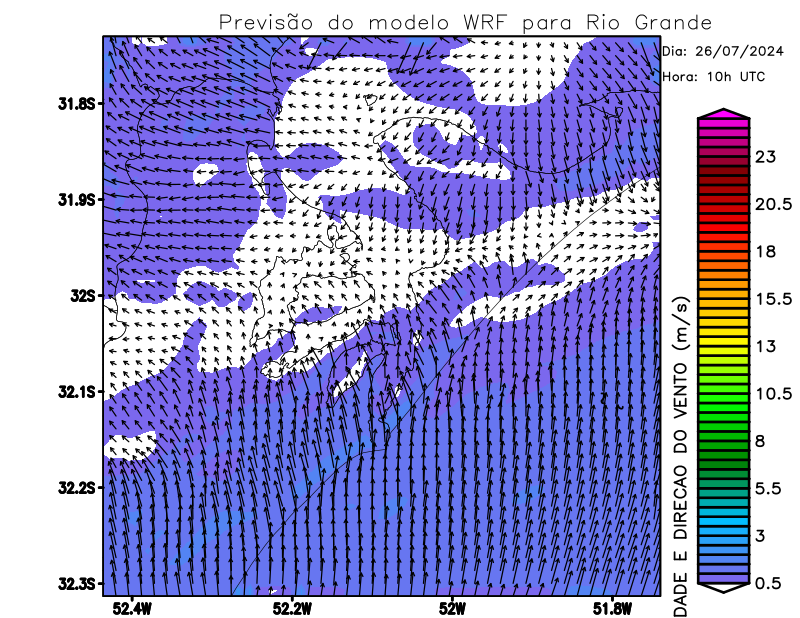 Previsão do modelo WRF para Rio Grande
Dia: 26/07/2024
Hora: 10h UTC
31.8S
31.9S
32S
32.1S
32.2S
32.3S
52.4W
52.2W
52W
51.8W
DADE E DIRECAO DO VENTO (m/s)
23
20.5
18
15.5
13
10.5
8
5.5
3
0.5